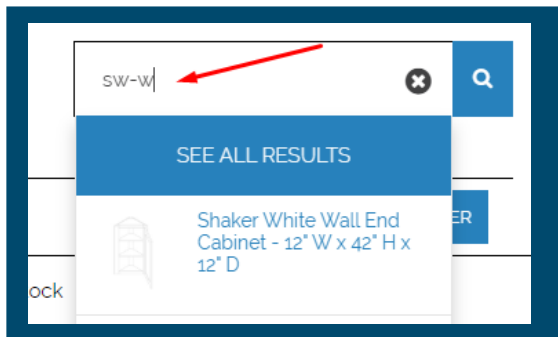 sw-w
SEE ALL RESULTS
Shaker White Wall End
Cabinet - 12" W x 42" H x
12" D
ER
ock